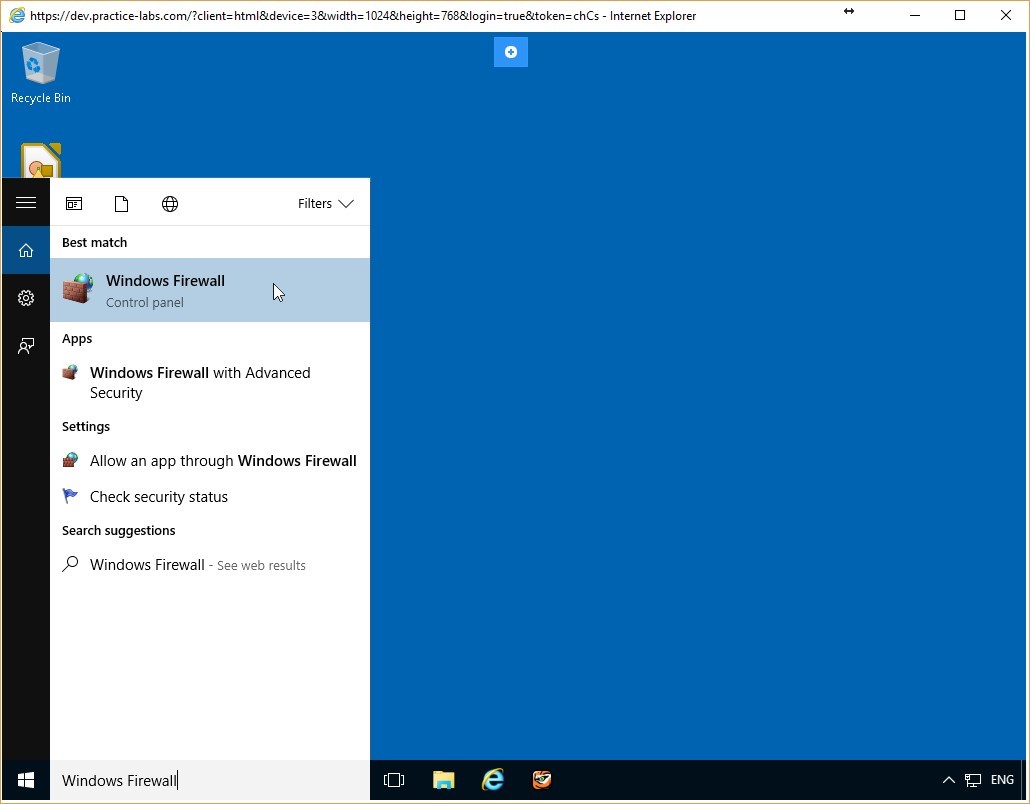 https://dev.practice-labs.com/?client=html&device=3&width=1024&height=768&login=true&token=chCs - Internet Explorer
Recycle Bin
Filters
Best match
Windows Firewall
Control panel
Apps
Windows Firewall with Advanced
Security
Settings
Allow an app through Windows Firewall
Check security status
Search suggestions
Windows Firewall - See web results
Windows Firewall
ENG